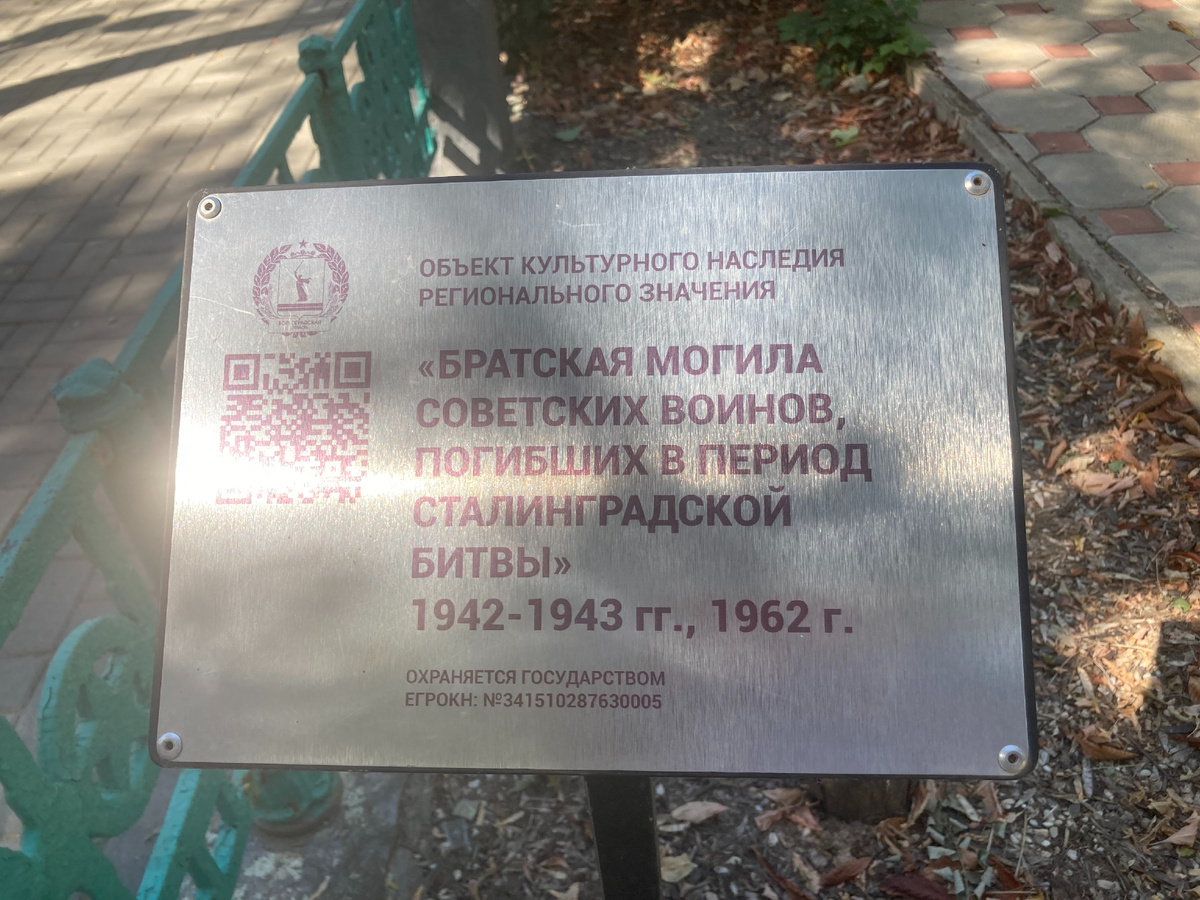 ОБЪЕКТ КУЛЬТУРНОГО НАСЛЕДИЯ
РЕГИОНАЛЬНОГО ЗНАЧЕНИЯ
«БРАТСКАЯ МОГИЛА
СОВЕТСКИХ ВОИНОВ,
ПОГИБШИХ В ПЕРИОД
СТАЛИНГРАДСКОЙ
БИТВЫ»
1942-1943 гг., 1962 г.
ОХРАНЯЕТСЯ ГОСУДАРСТВОМ
ЕГРОКН: №341510287630005